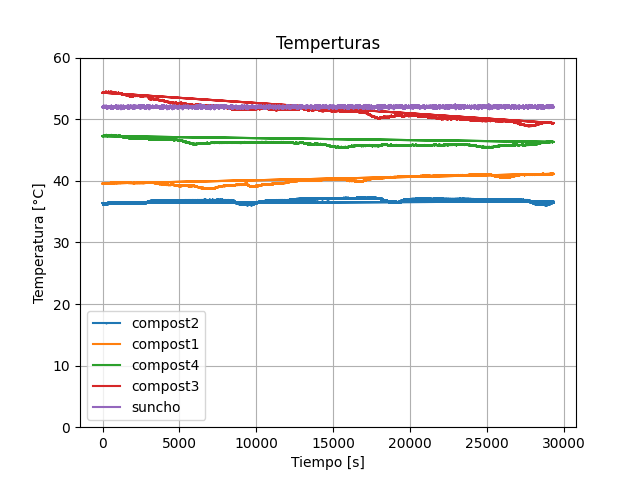 Temperturas
60
50
40
30
20
10
0
Temperatura [°C]
compost2
compost1
compost4
compost3
suncho
0 5000 10000 15000 20000 25000 30000
Tiempo [s]